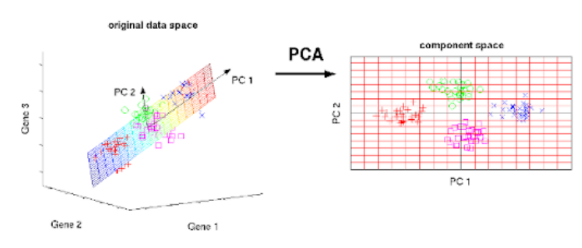 original data space
PC 1
PC 2
Gene 3
Gene 2
Gene 1
PCA
component space
PC 2
PC 1